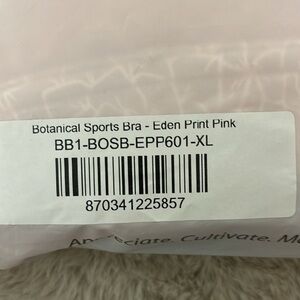 Botanical Sports Bra - Eden Print Pink
BB1-BOSB-EPP601-XL
870341225857
Appreciate. Cultivate.